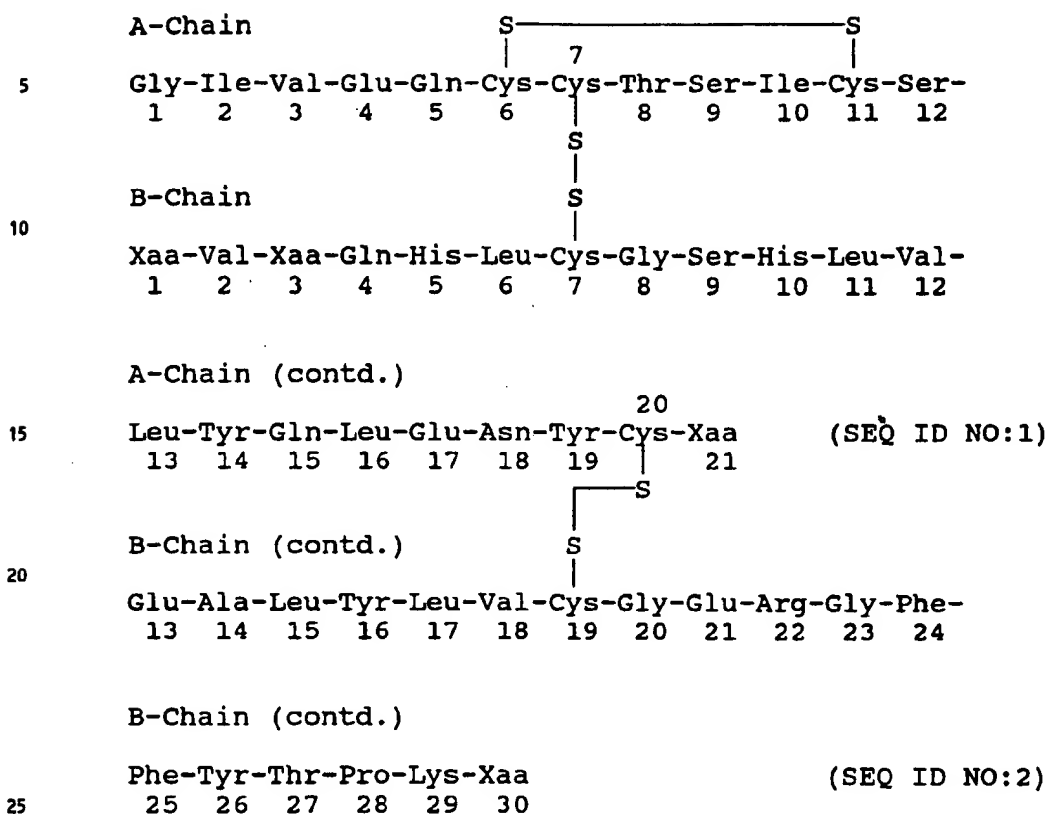 A-Chain S S
7
5 Gly-Ile-Val-Glu-Gln-Cys-Cys-Thr-Ser-Ile-Cys-Ser-
1 2 3 4 5 6 8 9 10 11 12
S
B-Chain S
10
Xaa-Val-Xaa-Gln-His-Leu-Cys-Gly-Ser-His-Leu-Val-
1 2 3 4 5 6 7 8 9 10 11 12
A-Chain (contd.)
20
15 Leu-Tyr-Gln-Leu-Glu-Asn-Tyr-Cys-Xaa (SEQ ID NO:1)
13 14 15 16 17 18 19 21
S
B-Chain (contd.) S
20
Glu-Ala-Leu-Tyr-Leu-Val-Cys-Gly-Glu-Arg-Gly-Phe-
13 14 15 16 17 18 19 20 21 22 23 24
B-Chain (contd.)
Phe-Tyr-Thr-Pro-Lys-Xaa (SEQ ID NO:2)
25 25 26 27 28 29 30